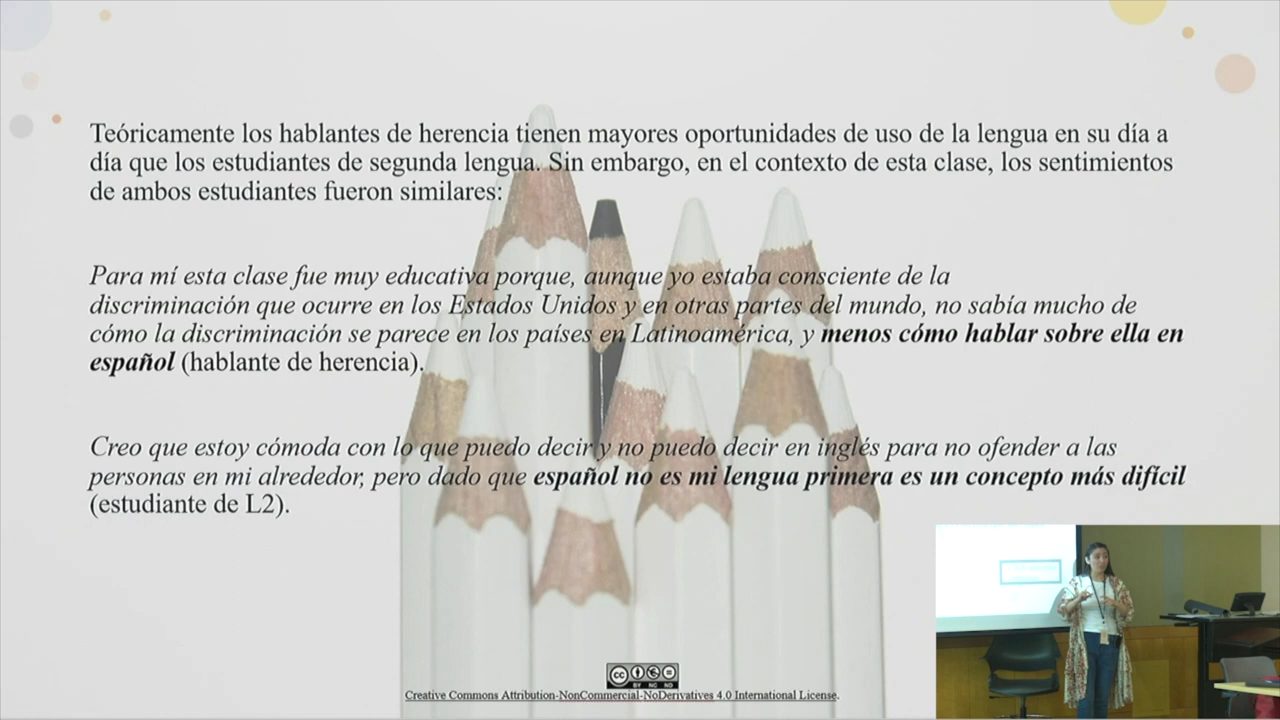 Teóricamente los hablantes de herencia tienen mayores oportunidades de uso de la lengua en su día a
día que los estudiantes de segunda lengua. Sin embargo, en el contexto de esta clase, los sentimientos
de ambos estudiantes fueron similares:
Para mí esta clase fue muy educativa porque, aunque yo estaba consciente de la
discriminación que ocurre en los Estados Unidos y en otras partes del mundo, no sabía mucho de
cómo la discriminación se parece en los países en Latinoamérica, y menos cómo hablar sobre ella en
español (hablante de herencia).
Creo que estoy cómoda con lo que puedo decir y no puedo decir en inglés para no ofender a las
personas en mi alrededor, pero dado que español no es mi lengua primera es un concepto más difícil
(estudiante de L2).
cc
BY NC ND
Creative Commons Attribution-NonCommercial-NoDerivatives 4.0 International License.